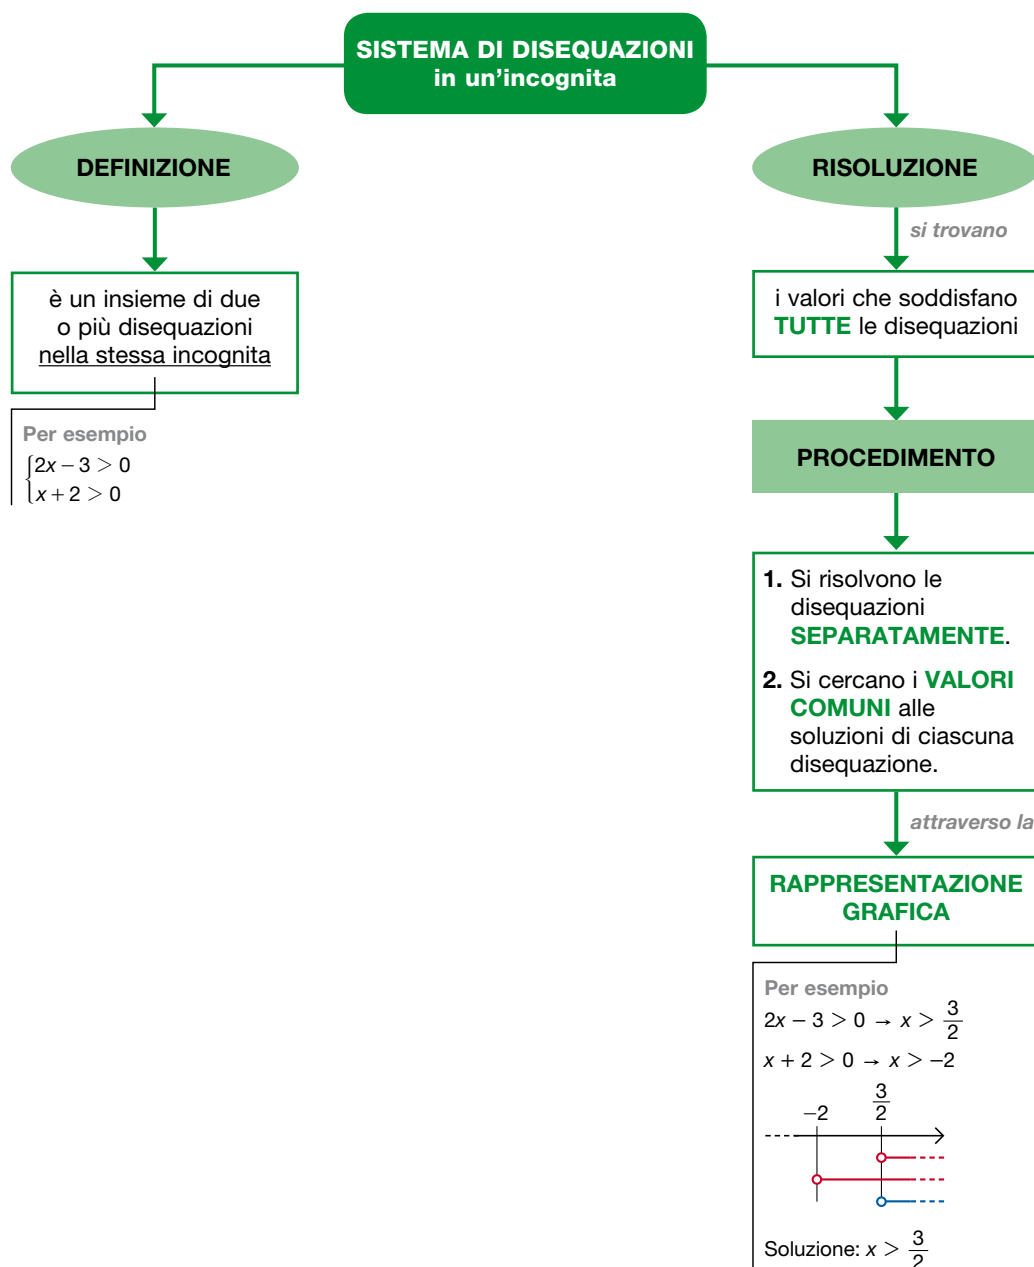 SISTEMA DI DISEQUAZIONI
in un'incognita
DEFINIZIONE
è un insieme di due
o più disequazioni
nella stessa incognita
Per esempio
{2x − 3 > 0
x + 2 > 0
RISOLUZIONE
si trovano
i valori che soddisfano
TUTTE le disequazioni
PROCEDIMENTO
1. Si risolvono le
disequazioni
SEPARATAMENTE.
2. Si cercano i VALORI
COMUNI alle
soluzioni di ciascuna
disequazione.
attraverso la
RAPPRESENTAZIONE
GRAFICA
Per esempio
2x − 3 > 0 → x > 3/2
x + 2 > 0 → x > −2
−2 3/2
Soluzione: x > 3/2